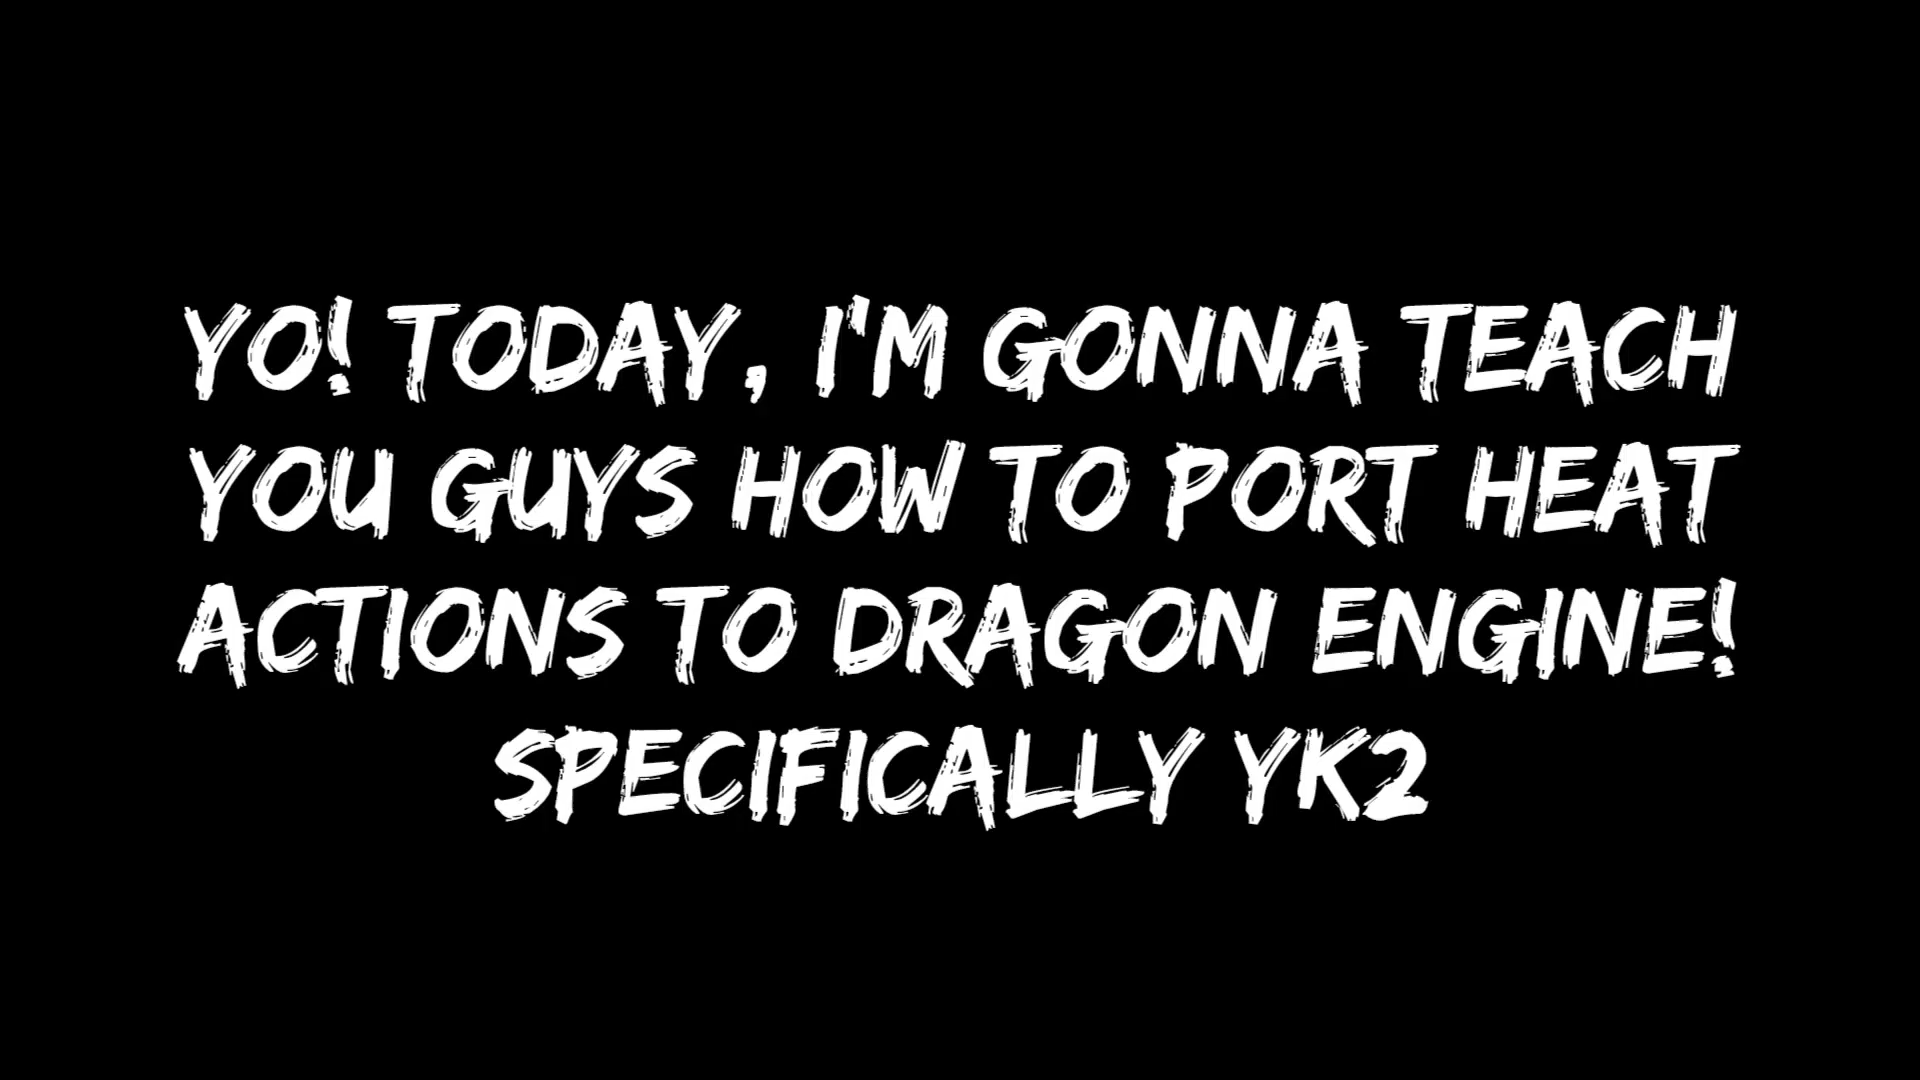 YO! TODAY, I'M GONNA TEACH
YOU GUYS HOW TO PORT HEAT
ACTIONS TO DRAGON ENGINE!
SPECIFICALLY YK2